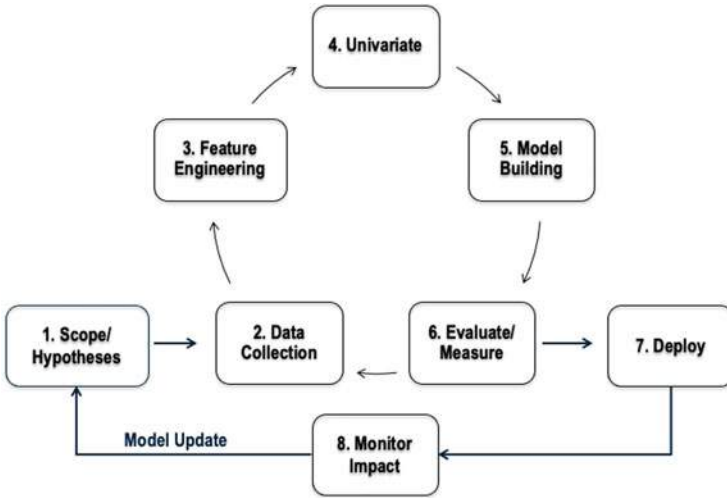 4. Univariate
3. Feature
Engineering
5. Model
Building
1. Scope/
Hypotheses
2. Data
Collection
6. Evaluate/
Measure
7. Deploy
Model Update
8. Monitor
Impact